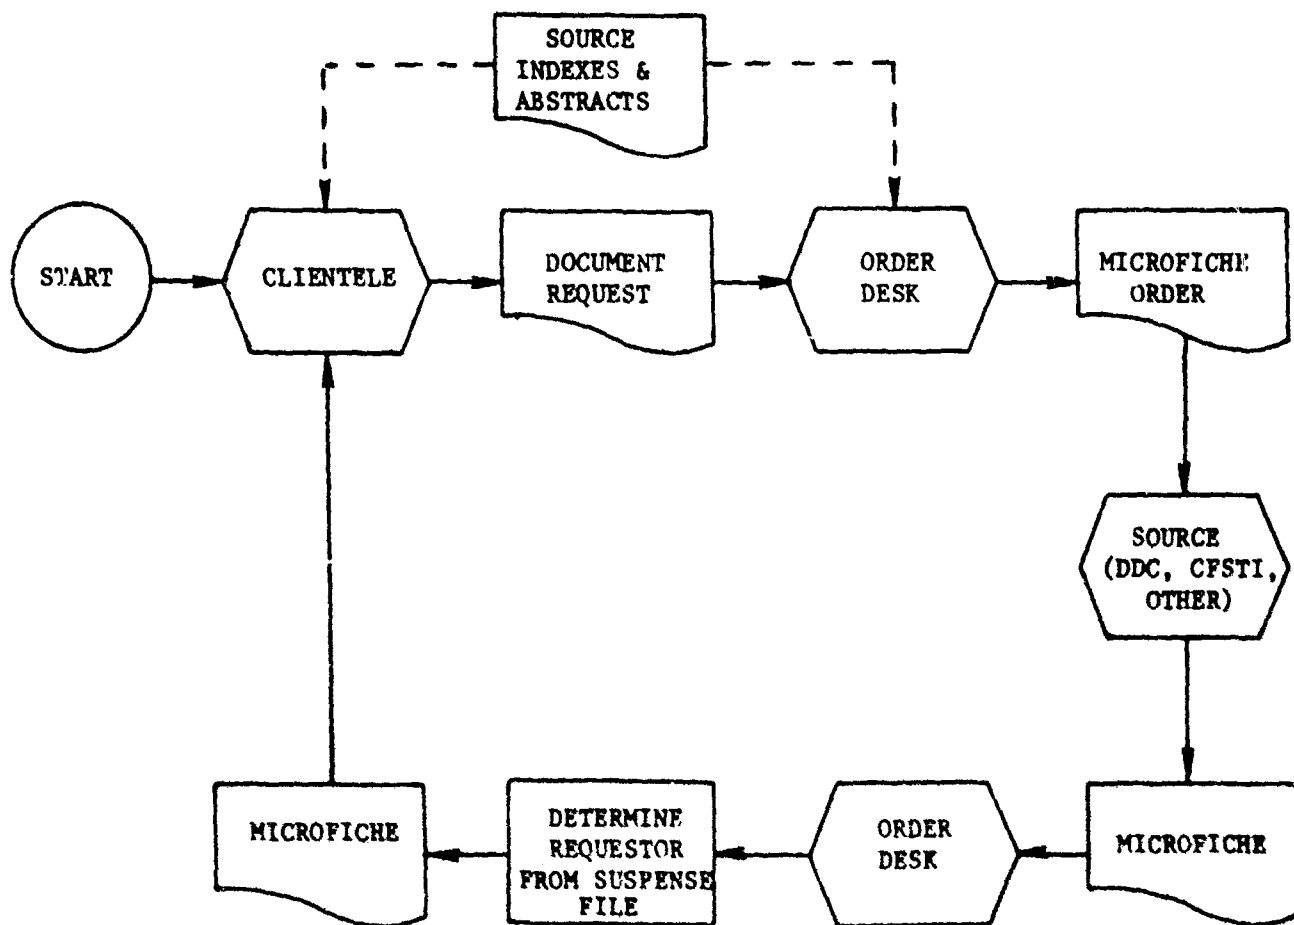 SOURCE
INDEXES &
ABSTRACTS
START
CLIENTELE
DOCUMENT
REQUEST
ORDER
DESK
MICROFICHE
ORDER
SOURCE
(DDC, CFSTI,
OTHER)
MICROFICHE
ORDER
DESK
DETERMINE
REQUESTOR
FROM SUSPENSE
FILE
MICROFICHE